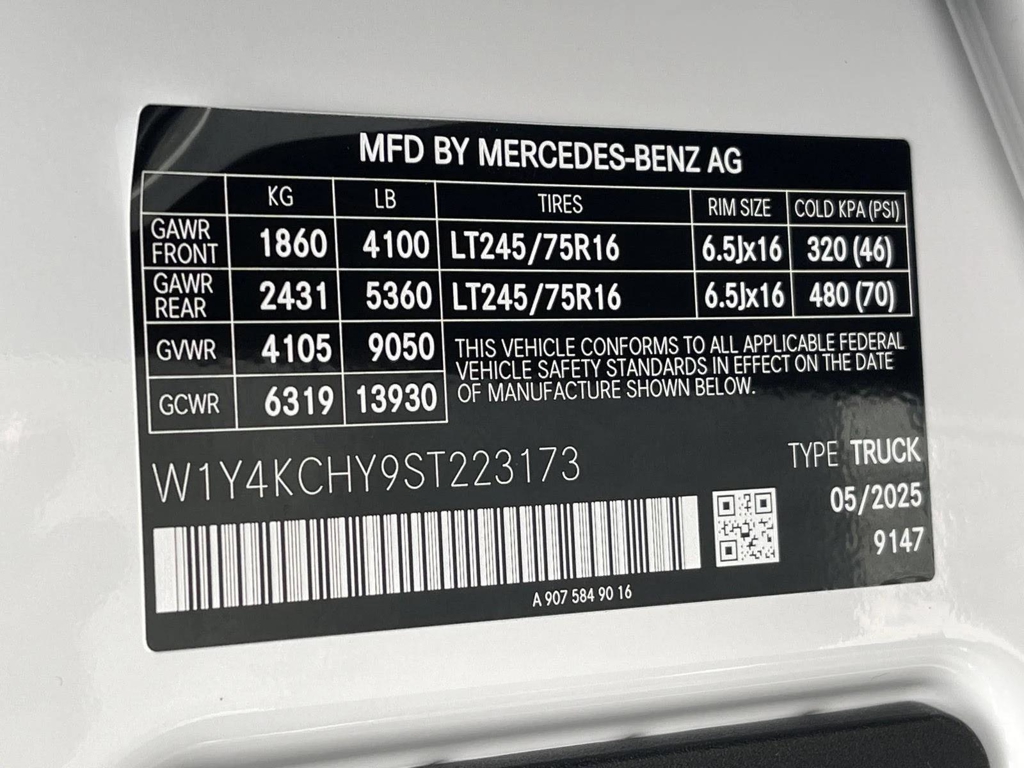 MFD BY MERCEDES-BENZ AG
KG LB TIRES RIM SIZE COLD KPA (PSI)
GAWR FRONT 1860 4100 LT245/75R16 6.5Jx16 320 (46)
GAWR REAR 2431 5360 LT245/75R16 6.5Jx16 480 (70)
GVWR 4105 9050
GCWR 6319 13930
THIS VEHICLE CONFORMS TO ALL APPLICABLE FEDERAL
VEHICLE SAFETY STANDARDS IN EFFECT ON THE DATE
OF MANUFACTURE SHOWN BELOW.
W1Y4KCHY9ST223173
TYPE TRUCK
05/2025
9147
A 907 584 90 16